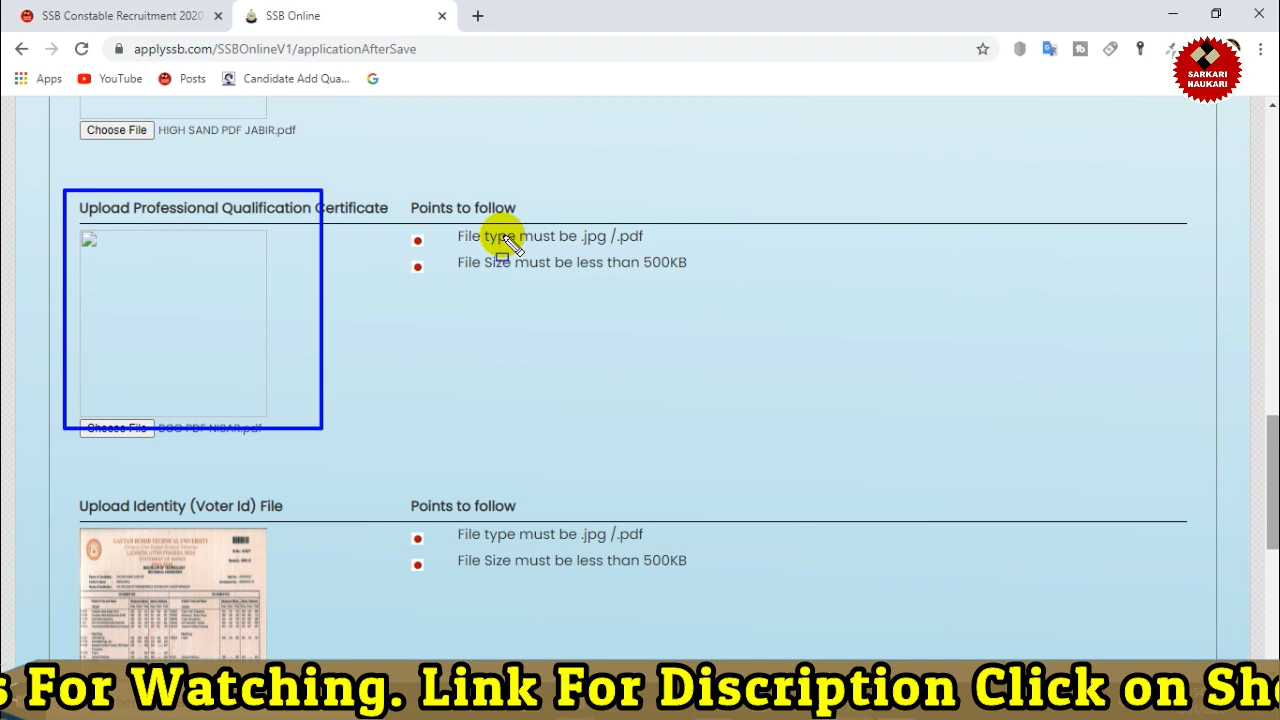 SSB Constable Recruitment 2020
SSB Online
applyssb.com/SSBOnlineV1/applicationAfterSave
Apps
YouTube
Posts
Candidate Add Qua...
SARKARI
NAUKARI
Choose File HIGH SAND PDF JABIR.pdf
Upload Professional Qualification Certificate
Points to follow
File type must be .jpg /.pdf
File Size must be less than 500KB
Choose File
Upload Identity (Voter Id) File
Points to follow
File type must be .jpg /.pdf
File Size must be less than 500KB
GAUTAM BUDDH TECHNICAL UNIVERSITY
s For Watching. Link For Discription Click on Sh